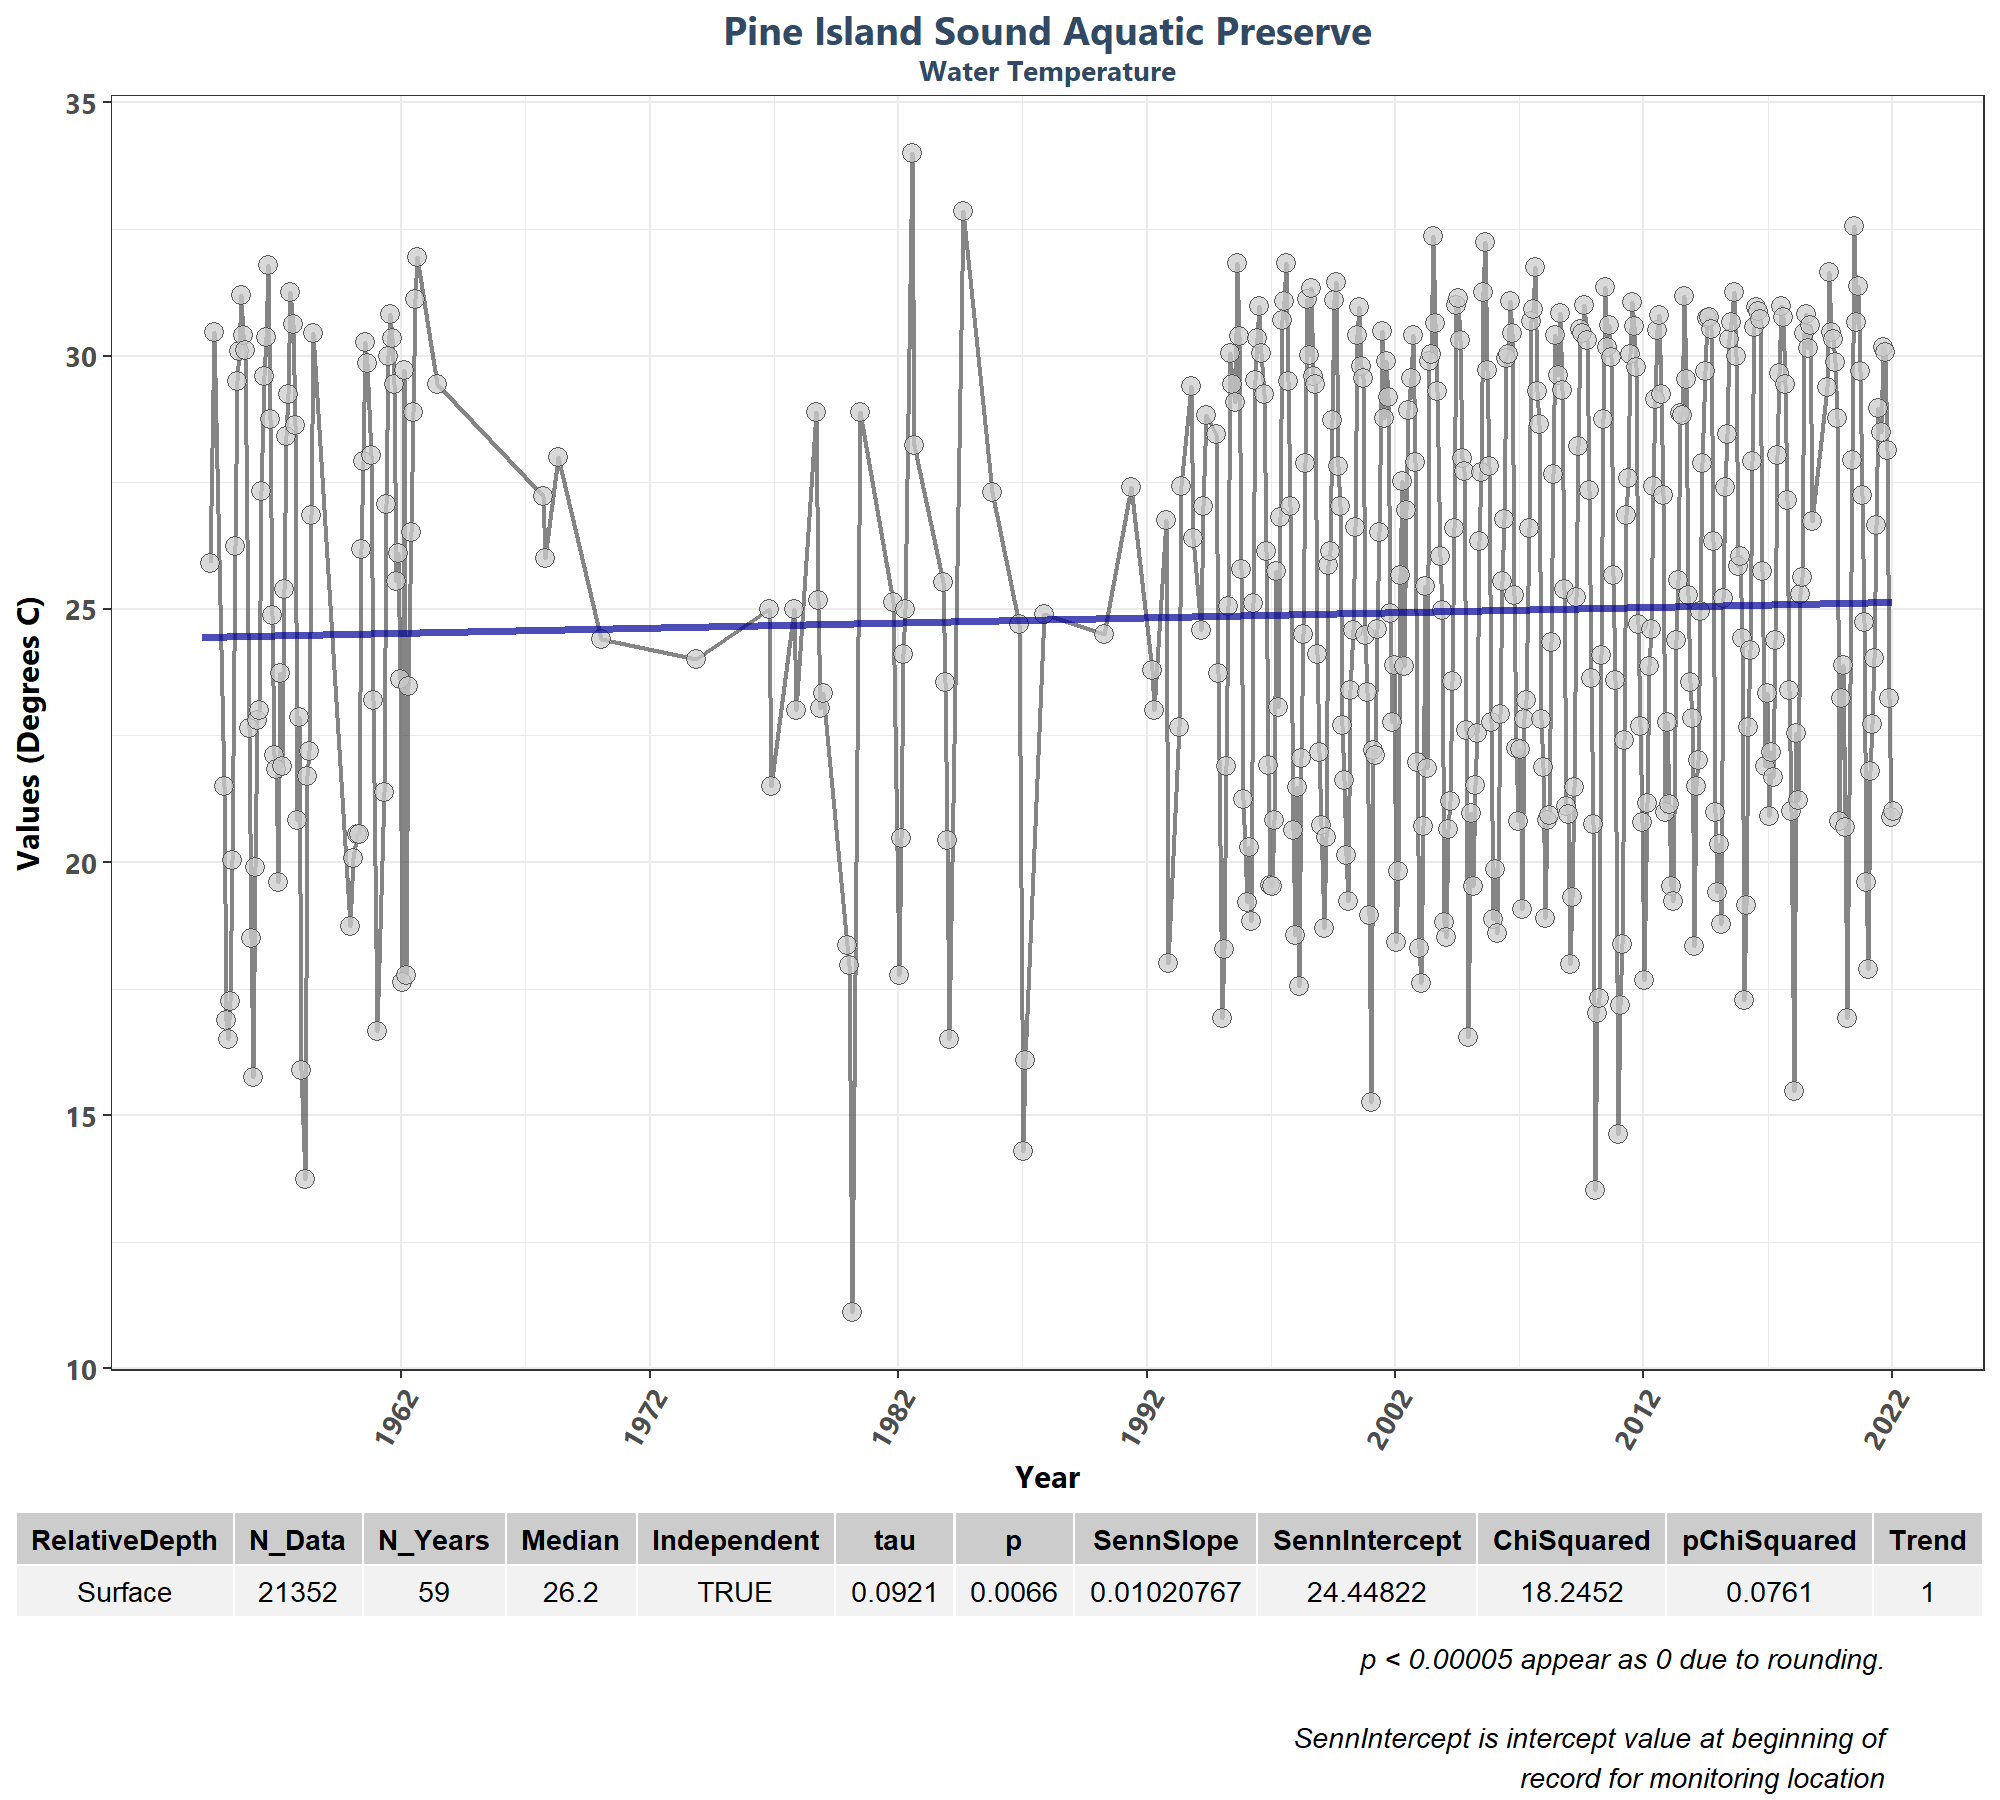 Pine Island Sound Aquatic Preserve
Water Temperature
35
30
25
20
15
10
Values (Degrees C)
1962 1972 1982 1992 2002 2012 2022
Year
RelativeDepth N_Data N_Years Median Independent tau p SennSlope SennIntercept ChiSquared pChiSquared Trend
Surface 21352 59 26.2 TRUE 0.0921 0.0066 0.01020767 24.44822 18.2452 0.0761 1
p < 0.00005 appear as 0 due to rounding.
SennIntercept is intercept value at beginning of
record for monitoring location